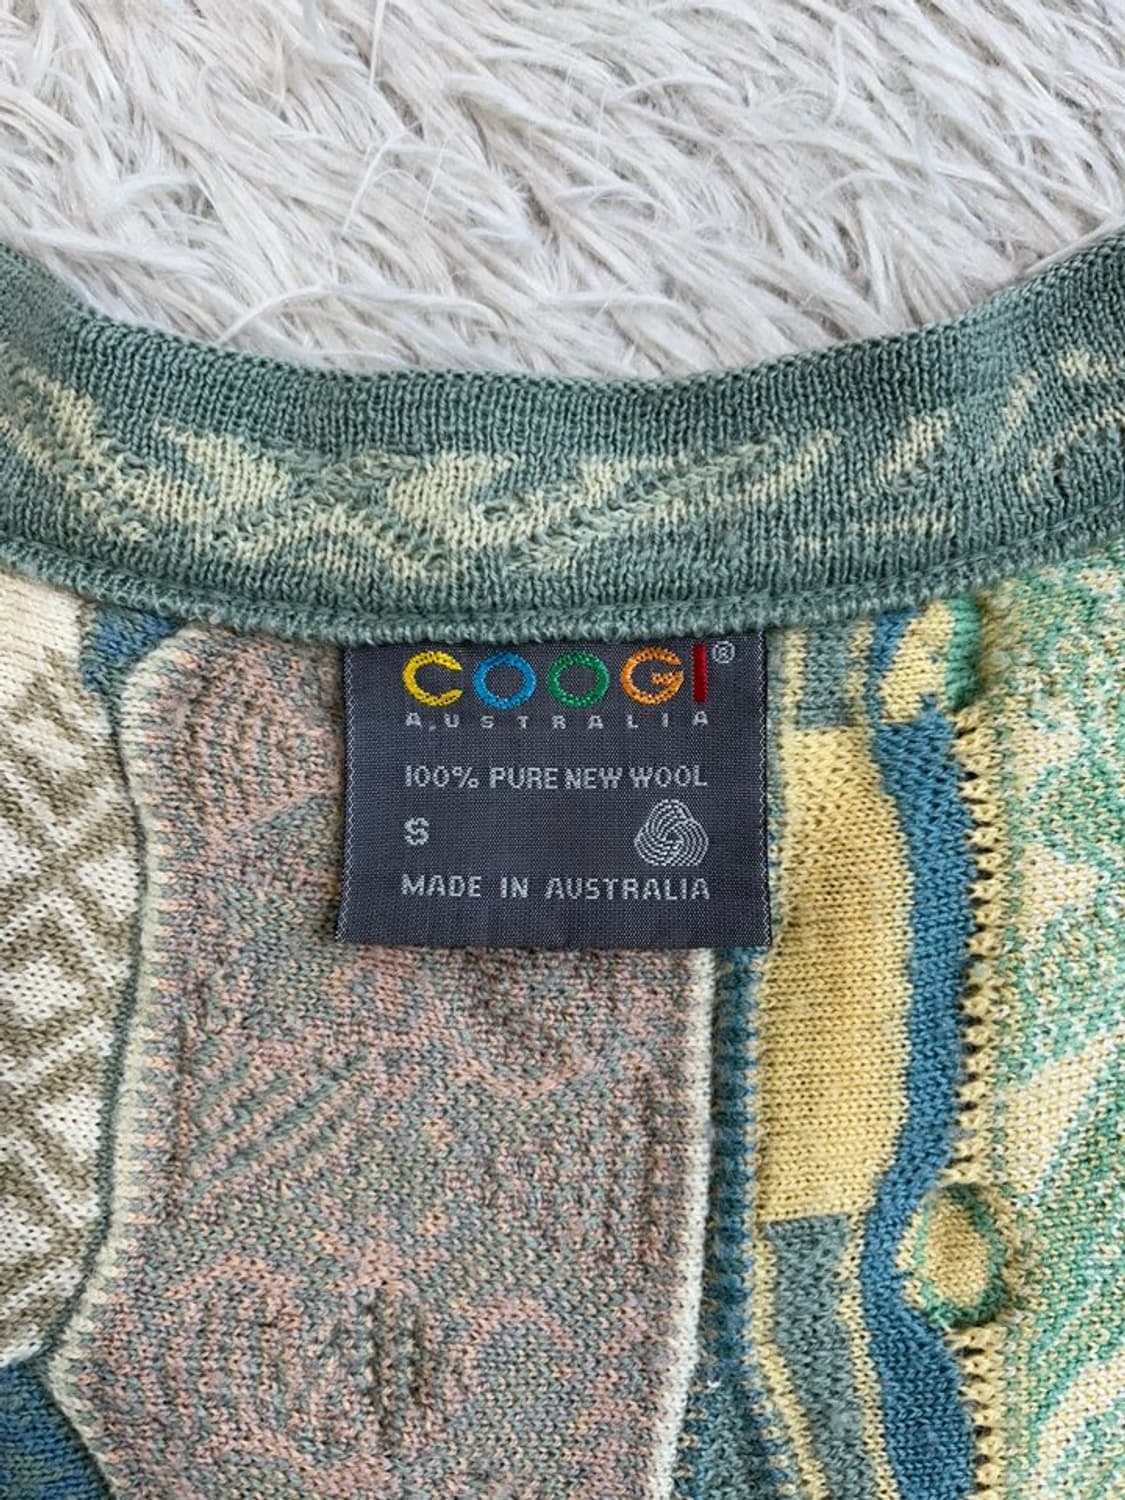 COOGI®
AUSTRALIA
100% PURE NEW WOOL
S
MADE IN AUSTRALIA